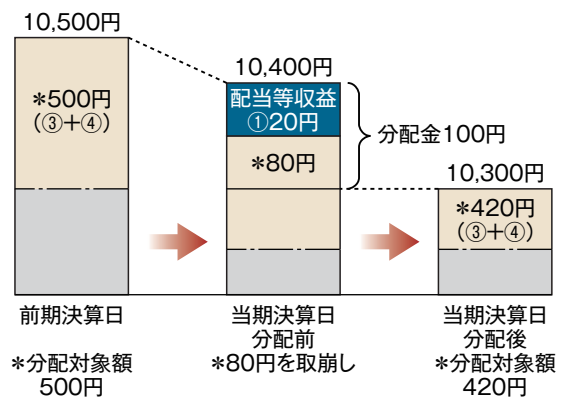 10,500円
＊500円
（③＋④）
10,400円
配当等収益
①20円
＊80円
分配金100円
10,300円
＊420円
（③＋④）
前期決算日
＊分配対象額
500円
当期決算日
分配前
＊80円を取崩し
当期決算日
分配後
＊分配対象額
420円